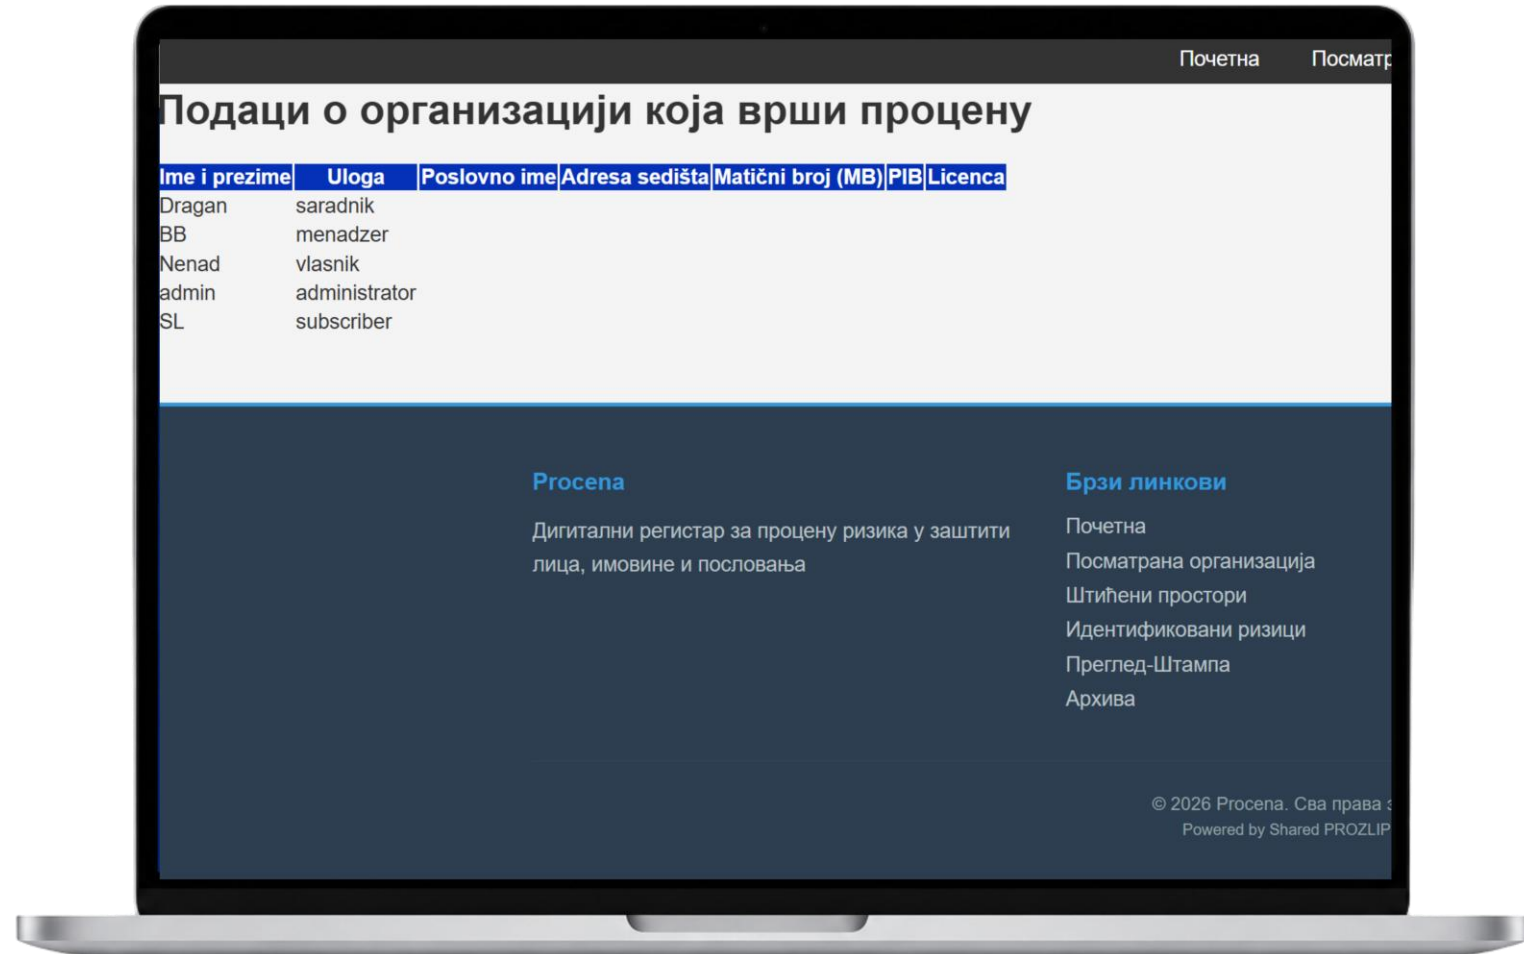 Почетна
Подаци о организацији која врши процену
Ime i prezime Uloga Poslovno ime Adresa sedišta Matični broj (MB) PIB Licenca
Dragan saradnik
BB menadzer
Nenad vlasnik
admin administrator
SL subscriber
Procena
Дигитални регистар за процену ризика у заштити
лица, имовине и пословања
Брзи линкови
Почетна
Посматрана организација
Штићени простори
Идентификовани ризици
Преглед-Штампа
Архива
© 2026 Procena. Сва права
Powered by Shared PROZLIP